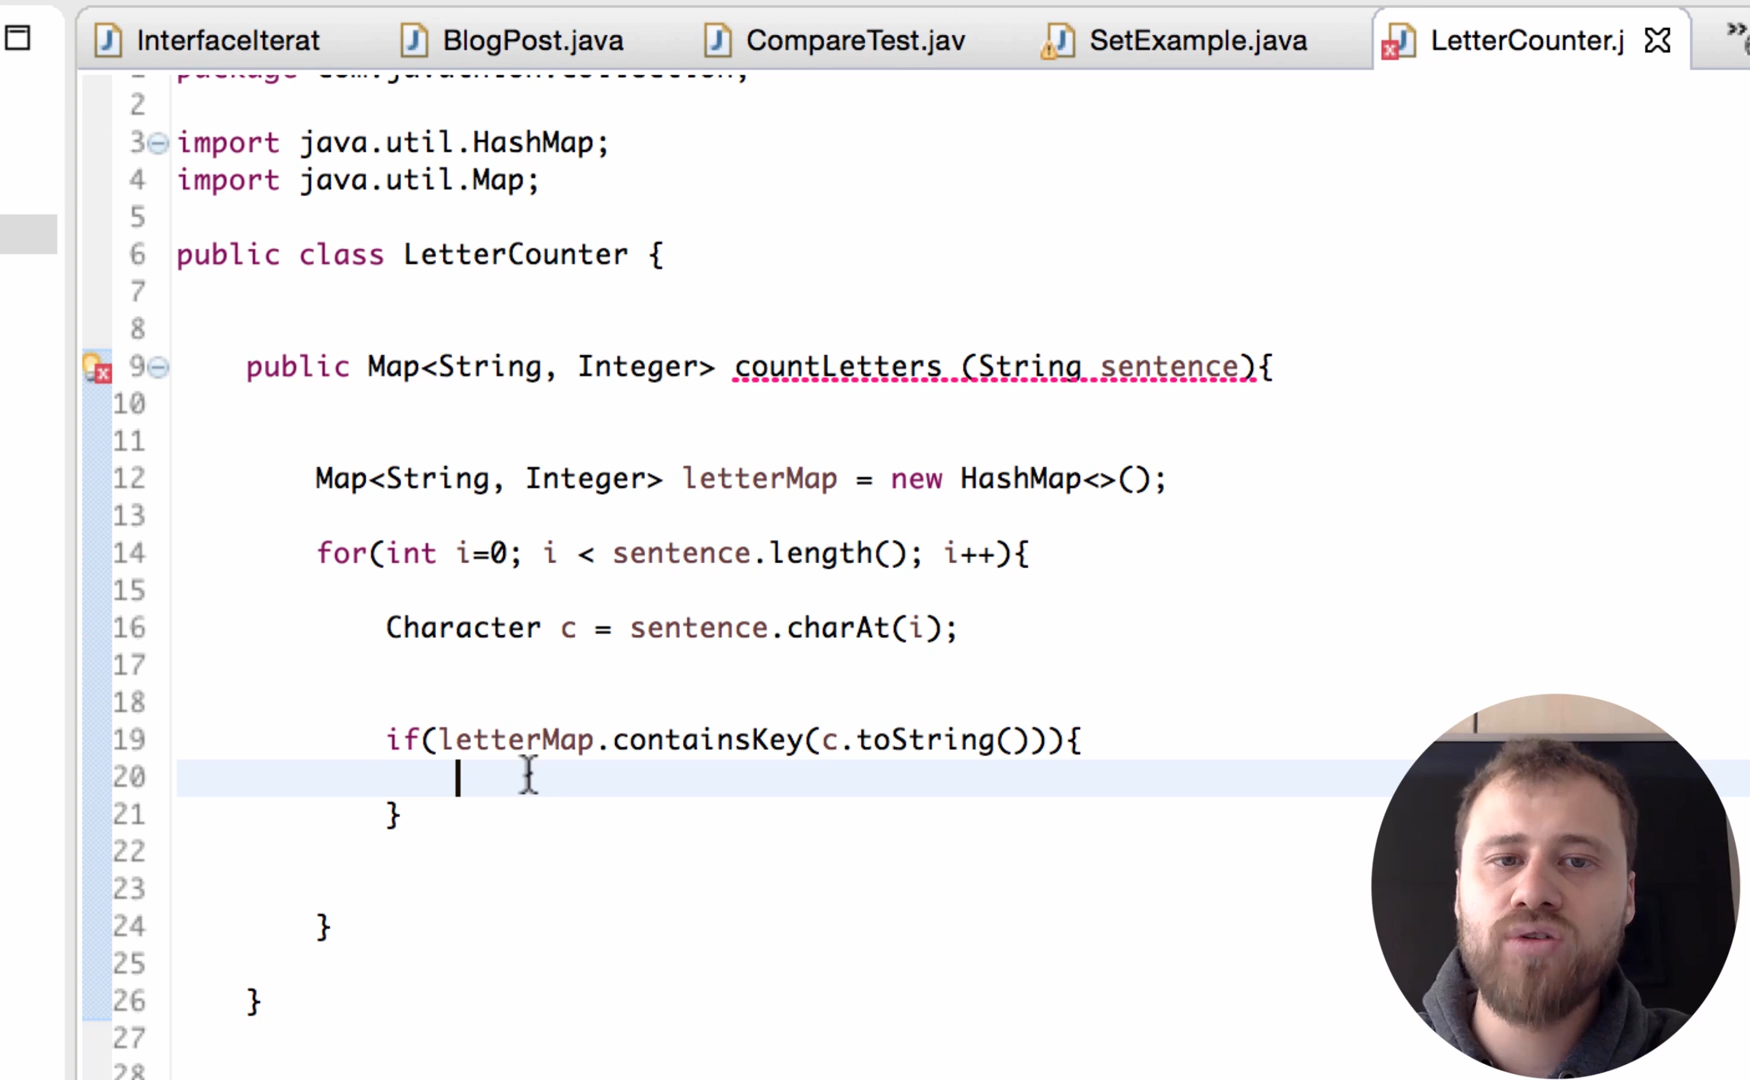 InterfaceIterat BlogPost.java CompareTest.jav SetExample.java LetterCounter.j
2
3 import java.util.HashMap;
4 import java.util.Map;
5
6 public class LetterCounter {
7
8
9 public Map<String, Integer> countLetters (String sentence){
10
11
12 Map<String, Integer> letterMap = new HashMap<>();
13
14 for(int i=0; i < sentence.length(); i++){
15
16 Character c = sentence.charAt(i);
17
18
19 if(letterMap.containsKey(c.toString())){
20
21 }
22
23
24 }
25
26 }
27
28